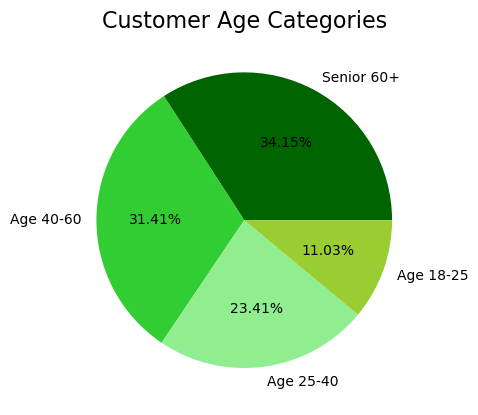 Customer Age Categories
Senior 60+
34.15%
Age 40-60
31.41%
11.03%
Age 18-25
23.41%
Age 25-40